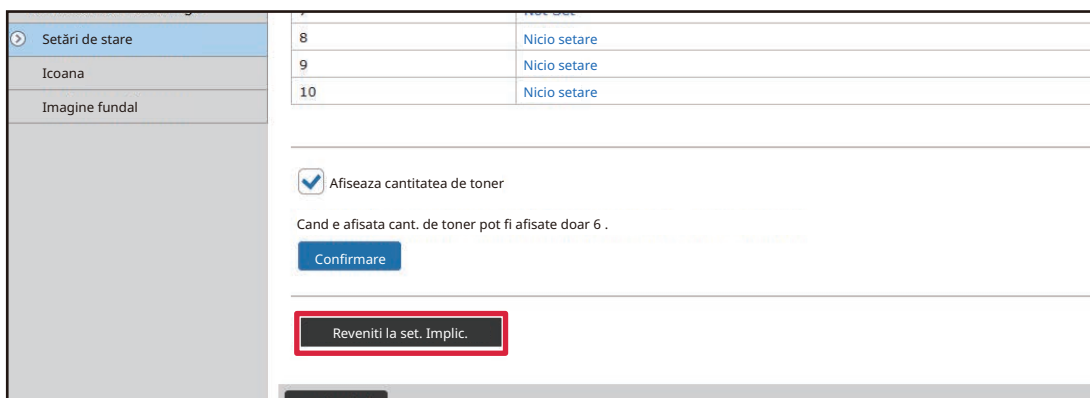 Setări de stare
Icoana
Imagine fundal
8 Nicio setare
9 Nicio setare
10 Nicio setare
Afiseaza cantitatea de toner
Cand e afisata cant. de toner pot fi afisate doar 6 .
Confirmare
Reveniti la set. Implic.